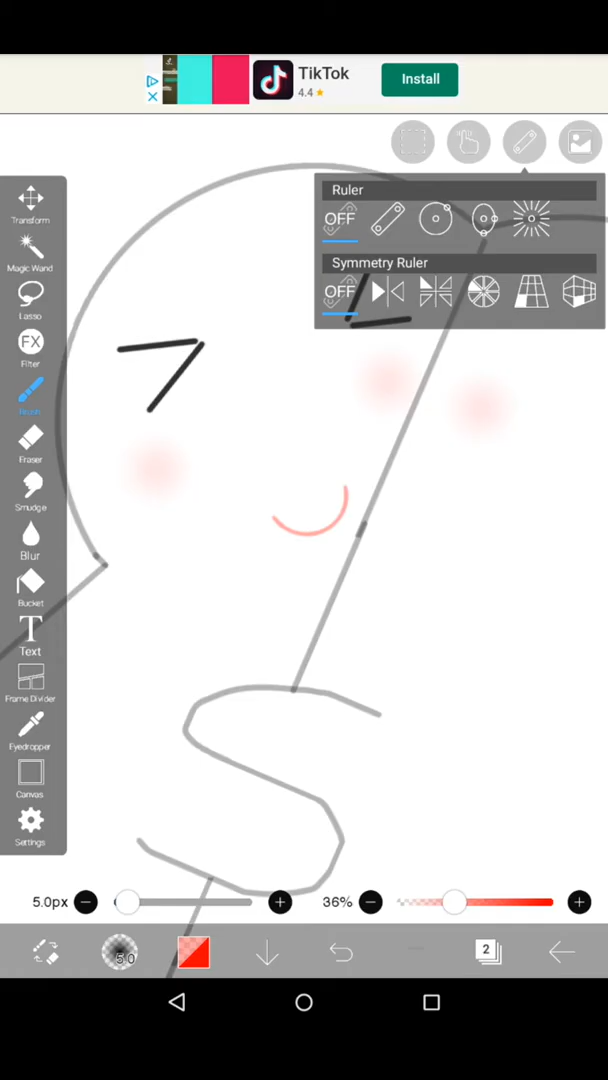 TikTok
4.4 ★
Install
Ruler
OFF
Symmetry Ruler
OFF
Transform
Magic Wand
Lasso
FX
Filter
Brush
Eraser
Smudge
Blur
Bucket
T
Text
Frame Divider
Eyedropper
Canvas
Settings
S
5.0px
36%
5.0
2